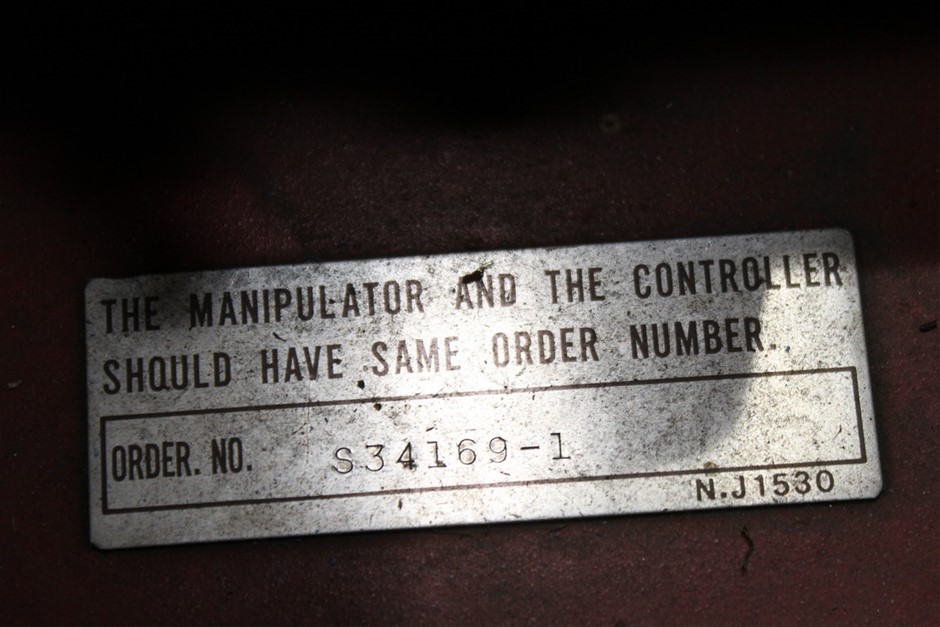 THE MANIPULATOR AND THE CONTROLLER
SHOULD HAVE SAME ORDER NUMBER.
ORDER. NO. S34169-1
N.J1530